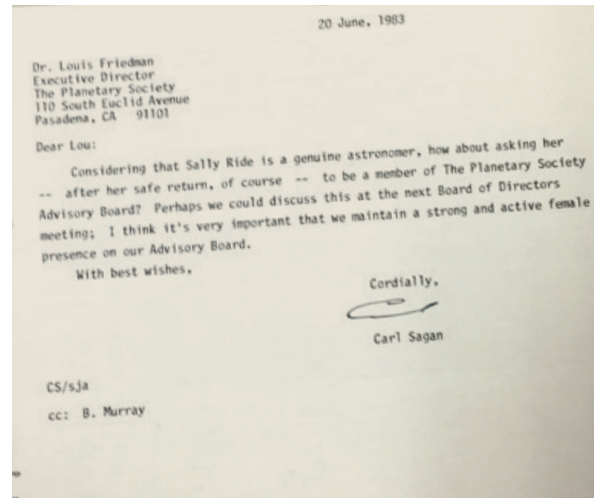 20 June, 1983
Dr. Louis Friedman
Executive Director
The Planetary Society
110 South Euclid Avenue
Pasadena, CA 91101
Dear Lou:
Considering that Sally Ride is a genuine astronomer, how about asking her
-- after her safe return, of course -- to be a member of The Planetary Society
Advisory Board? Perhaps we could discuss this at the next Board of Directors
meeting; I think it's very important that we maintain a strong and active female
presence on our Advisory Board.
With best wishes,
Cordially,
Carl Sagan
CS/sja
cc: B. Murray